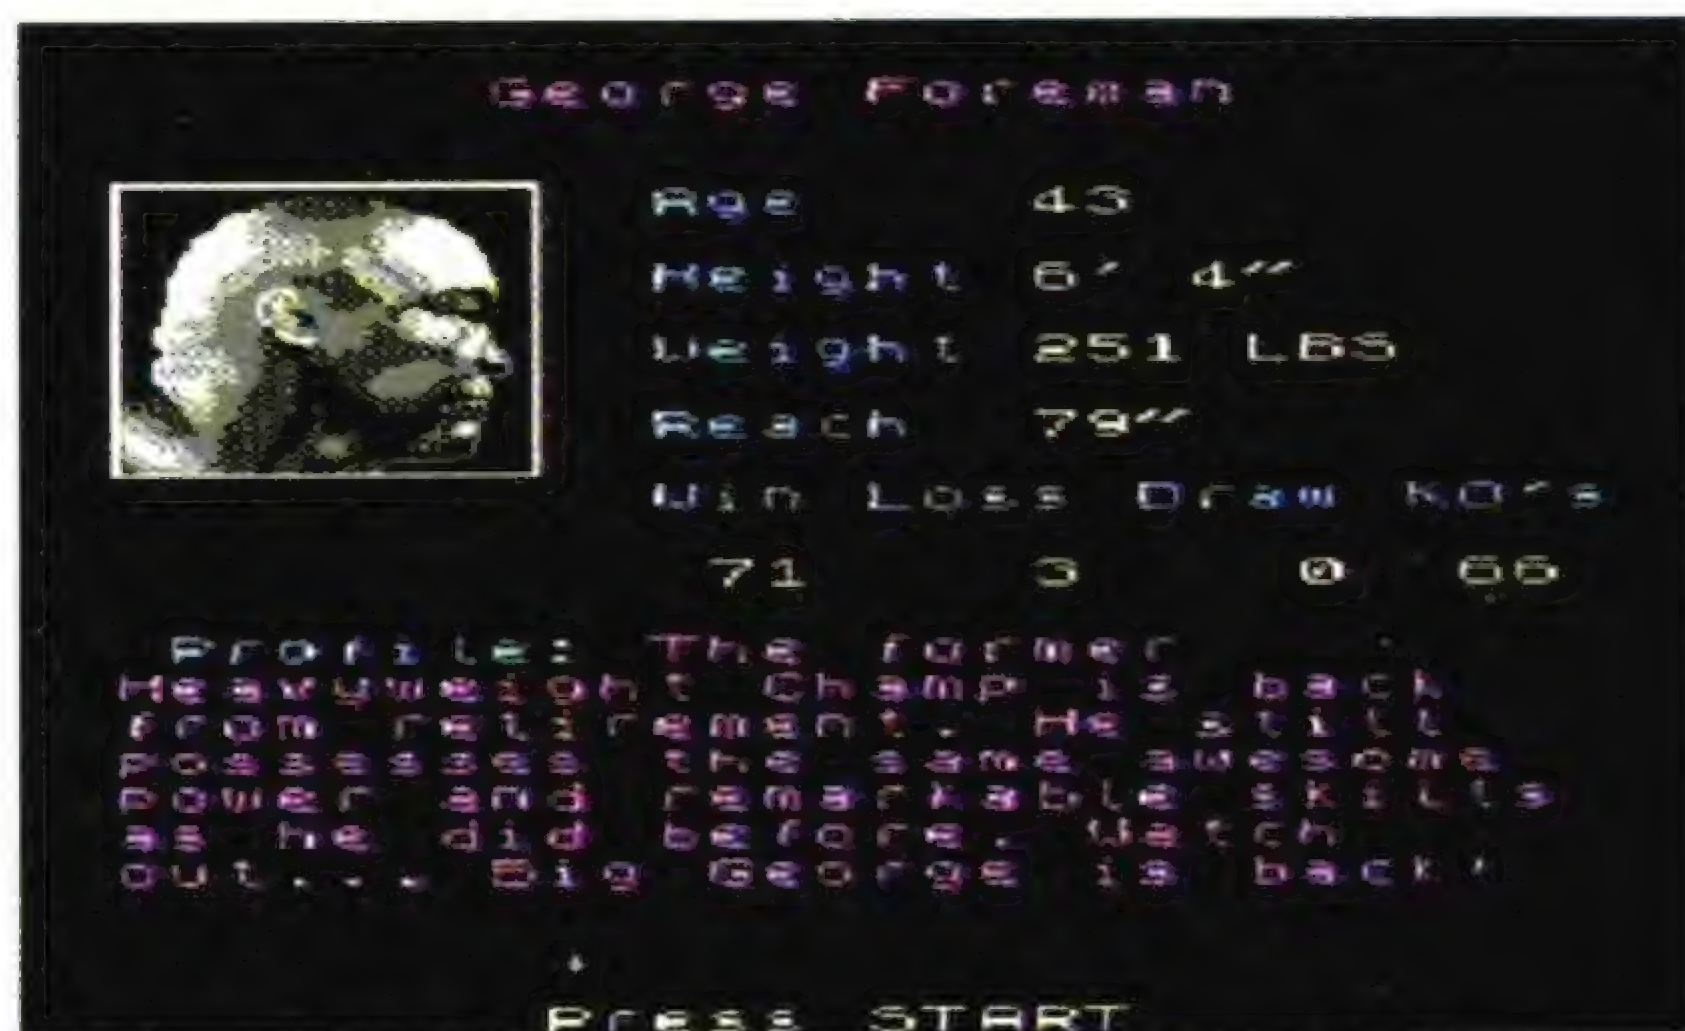 George Foreman
Age 43
Height 6' 4"
Weight 251 LBS
Reach 79"
Win Loss Draw KO's
71 3 0 66
Profile: The former
Heavyweight Champ is back
from retirement. He still
possesses the same awesome
power and remarkable skills
as he did before. Watch
out... Big George is back!
Press START